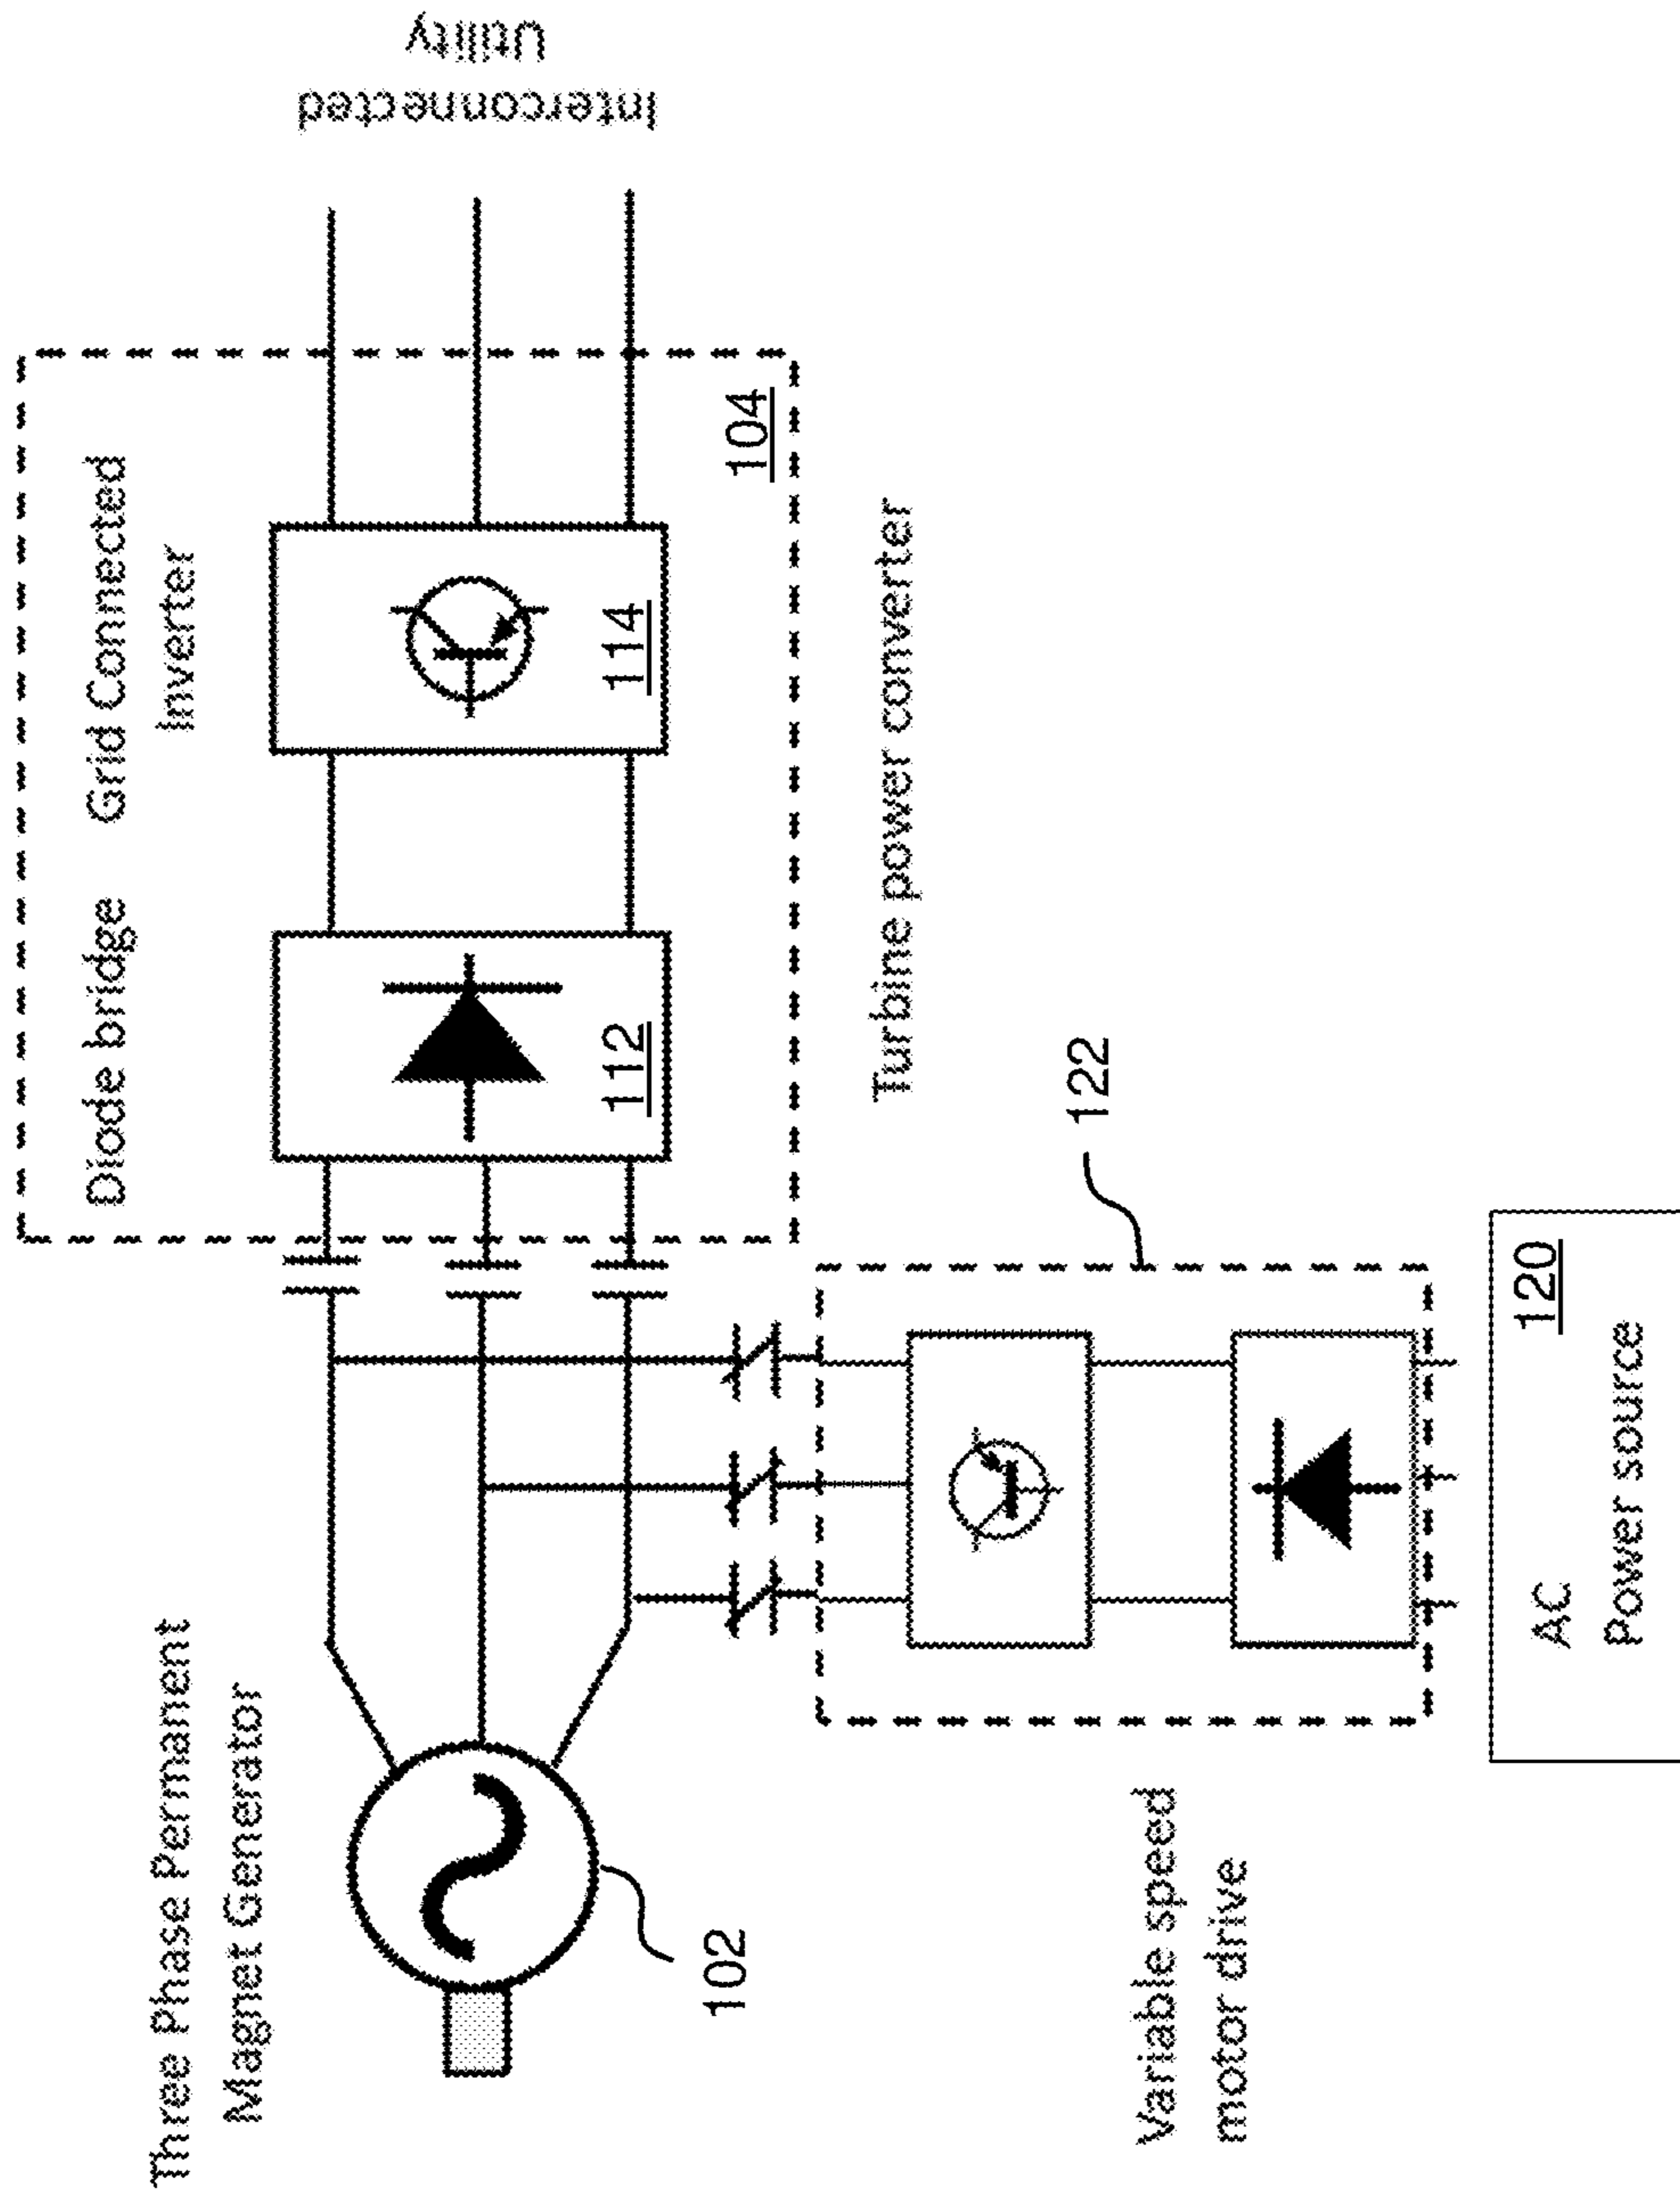 Three Phase Permanent
Magnet Generator
102
Diode bridge
112
Grid Connected
Inverter
114
104
Turbine power converter
Interconnected
Utility
Variable speed
motor drive
122
120
AC
Power source